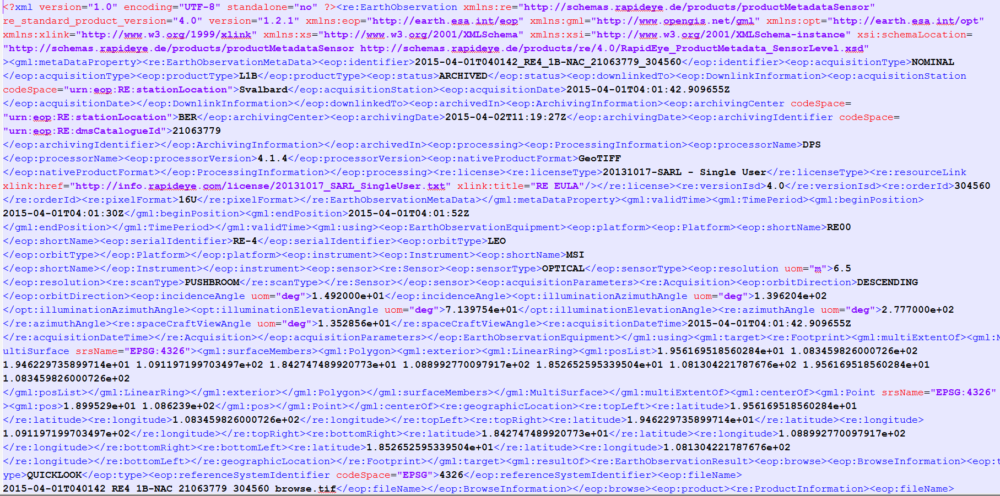 <?xml version="1.0" encoding="UTF-8" standalone="no" ?><re:EarthObservation xmlns:re="http://schemas.rapideye.de/products/productMetadataSensor"
re_standard_product_version="4.0" version="1.2.1" xmlns:eop="http://earth.esa.int/eop" xmlns:gml="http://www.opengis.net/gml" xmlns:opt="http://earth.esa.int/opt"
xmlns:xlink="http://www.w3.org/1999/xlink" xmlns:xs="http://www.w3.org/2001/XMLSchema" xmlns:xsi="http://www.w3.org/2001/XMLSchema-instance" xsi:schemaLocation=
"http://schemas.rapideye.de/products/productMetadataSensor http://schemas.rapideye.de/products/re/4.0/RapidEye_ProductMetadata_SensorLevel.xsd"
><gml:metaDataProperty><re:EarthObservationMetaData><eop:identifier>2015-04-01T040142_RE4_1B-NAC_21063779_304560</eop:identifier><eop:acquisitionType>NOMINAL
</eop:acquisitionType><eop:productType>L1B</eop:productType><eop:status>ARCHIVED</eop:status><eop:downlinkedTo><eop:DownlinkInformation><eop:acquisitionStation
codeSpace="urn:eop:RE:stationLocation">Svalbard</eop:acquisitionStation><eop:acquisitionDate>2015-04-01T04:01:42.909655Z
</eop:acquisitionDate></eop:DownlinkInformation></eop:downlinkedTo><eop:archivedIn><eop:ArchivingInformation><eop:archivingCenter codeSpace=
"urn:eop:RE:stationLocation">BER</eop:archivingCenter><eop:archivingDate>2015-04-02T11:19:27Z</eop:archivingDate><eop:archivingIdentifier codeSpace=
"urn:eop:RE:dmsCatalogueId">21063779
</eop:archivingIdentifier></eop:ArchivingInformation></eop:archivedIn><eop:processing><eop:ProcessingInformation><eop:processorName>DPS
</eop:processorName><eop:processorVersion>4.1.4</eop:processorVersion><eop:nativeProductFormat>GeoTIFF
</eop:nativeProductFormat></eop:ProcessingInformation></eop:processing><re:license><re:licenseType>20131017-SARL - Single User</re:licenseType><re:resourceLink
xlink:href="http://info.rapideye.com/license/20131017_SARL_SingleUser.txt" xlink:title="RE EULA"/></re:license><re:versionIsd>4.0</re:versionIsd><re:orderId>304560
</re:orderId><re:pixelFormat>16U</re:pixelFormat></re:EarthObservationMetaData></gml:metaDataProperty><gml:validTime><gml:TimePeriod><gml:beginPosition>
2015-04-01T04:01:30Z</gml:beginPosition><gml:endPosition>2015-04-01T04:01:52Z
</gml:endPosition></gml:TimePeriod></gml:validTime><gml:using><eop:EarthObservationEquipment><eop:platform><eop:Platform><eop:shortName>RE00
</eop:shortName><eop:serialIdentifier>RE-4</eop:serialIdentifier><eop:orbitType>LEO
</eop:orbitType></eop:Platform></eop:platform><eop:instrument><eop:Instrument><eop:shortName>MSI
</eop:shortName></eop:Instrument></eop:instrument><eop:sensor><re:Sensor><eop:sensorType>OPTICAL</eop:sensorType><eop:resolution uom="m">6.5
</eop:resolution><re:scanType>PUSHBROOM</re:scanType></re:Sensor></eop:sensor><eop:acquisitionParameters><re:Acquisition><eop:orbitDirection>DESCENDING
</eop:orbitDirection><eop:incidenceAngle uom="deg">1.492000e+01</eop:incidenceAngle><opt:illuminationAzimuthAngle uom="deg">1.396204e+02
</opt:illuminationAzimuthAngle><opt:illuminationElevationAngle uom="deg">7.139754e+01</opt:illuminationElevationAngle><re:azimuthAngle uom="deg">2.777000e+02
</re:azimuthAngle><re:spaceCraftViewAngle uom="deg">1.352856e+01</re:spaceCraftViewAngle><re:acquisitionDateTime>2015-04-01T04:01:42.909655Z
</re:acquisitionDateTime></re:Acquisition></eop:acquisitionParameters></eop:EarthObservationEquipment></gml:using><gml:target><re:Footprint><gml:multiExtentOf><gml:M
ultiSurface srsName="EPSG:4326"><gml:surfaceMembers><gml:Polygon><gml:exterior><gml:LinearRing><gml:posList>1.956169518560284e+01 1.083459826000726e+02
1.946229735899714e+01 1.091197199703497e+02 1.842747489920773e+01 1.088992770097917e+02 1.852652595339504e+01 1.081304221787676e+02 1.956169518560284e+01
1.083459826000726e+02
</gml:posList></gml:LinearRing></gml:exterior></gml:Polygon></gml:surfaceMembers></gml:MultiSurface></gml:multiExtentOf><gml:centerOf><gml:Point srsName="EPSG:4326"
><gml:pos>1.899529e+01 1.086239e+02</gml:pos></gml:Point></gml:centerOf><re:geographicLocation><re:topLeft><re:latitude>1.956169518560284e+01
</re:latitude><re:longitude>1.083459826000726e+02</re:longitude></re:topLeft><re:topRight><re:latitude>1.946229735899714e+01</re:latitude><re:longitude>
1.091197199703497e+02</re:longitude></re:topRight><re:bottomRight><re:latitude>1.842747489920773e+01</re:latitude><re:longitude>1.088992770097917e+02
</re:longitude></re:bottomRight><re:bottomLeft><re:latitude>1.852652595339504e+01</re:latitude><re:longitude>1.081304221787676e+02
</re:longitude></re:bottomLeft></re:geographicLocation></re:Footprint></gml:target><gml:resultOf><re:EarthObservationResult><eop:browse><eop:BrowseInformation><eop:t
ype>QUICKLOOK</eop:type><eop:referenceSystemIdentifier codeSpace="EPSG">4326</eop:referenceSystemIdentifier><eop:fileName>
2015-04-01T040142_RE4_1B-NAC_21063779_304560_browse.tif</eop:fileName></eop:BrowseInformation></eop:browse><eop:product><re:ProductInformation><eop:fileName>